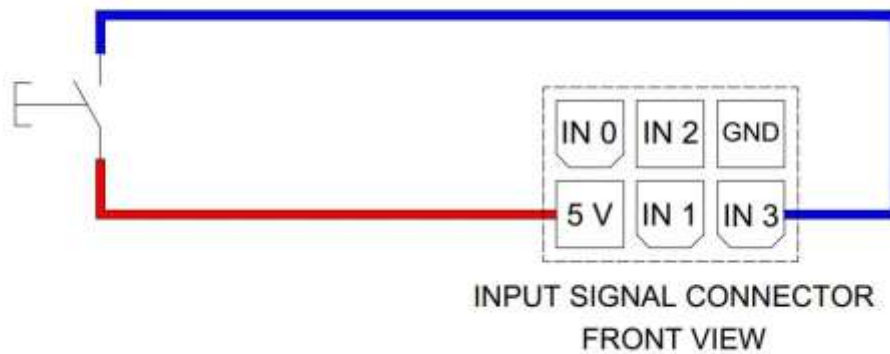 IN 0 IN 2 GND
5 V IN 1 IN 3
INPUT SIGNAL CONNECTOR
FRONT VIEW